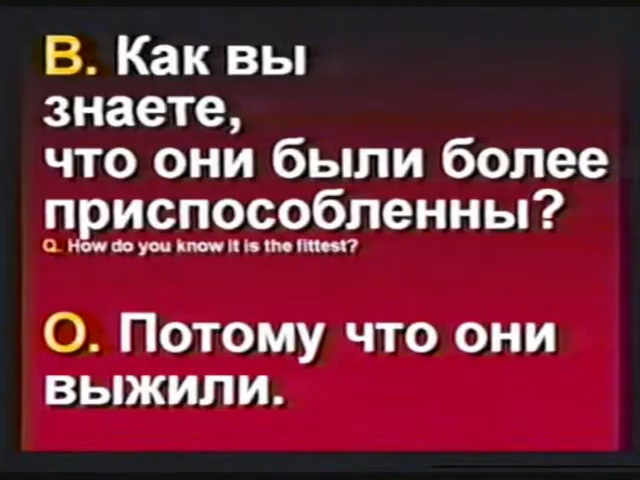 В. Как вы
знаете,
что они были более
приспособленны?
Q. How do you know it is the fittest?
О. Потому что они
выжили.